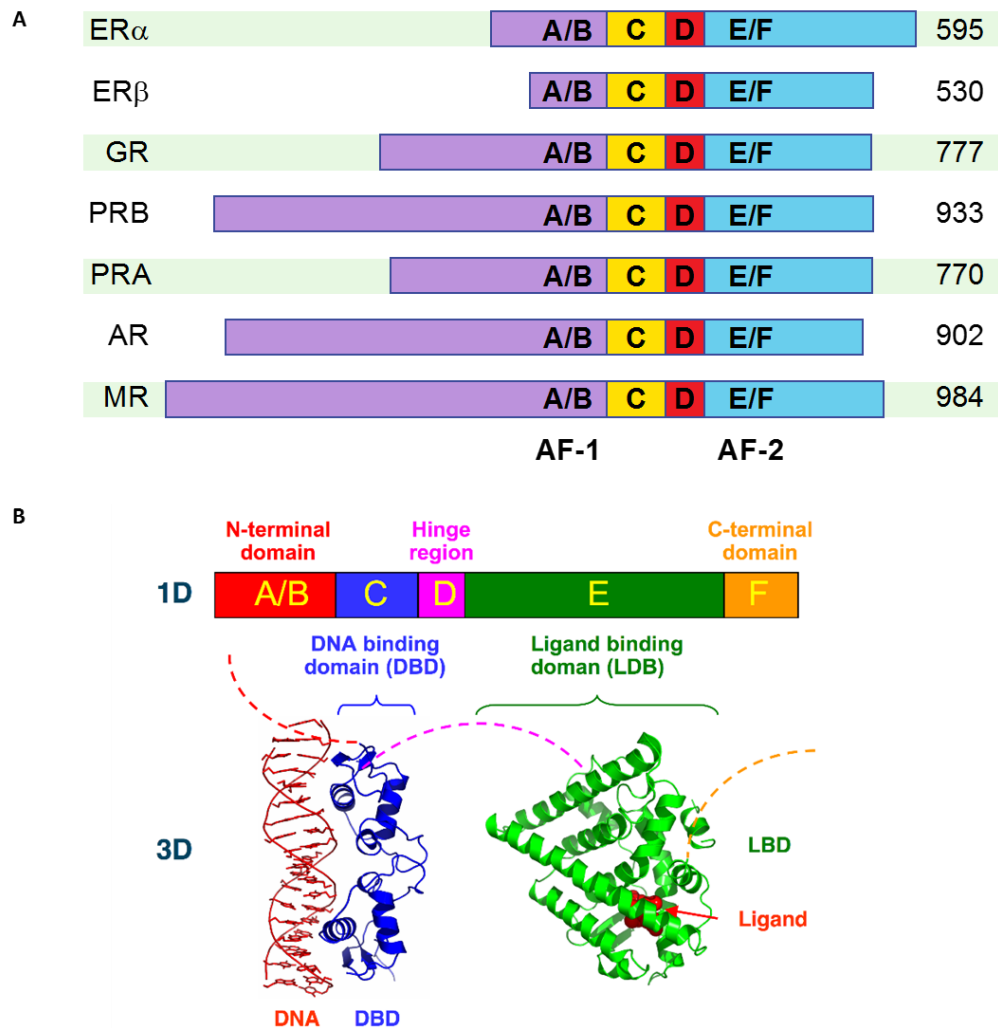 A
ERα A/B C D E/F 595
ERβ A/B C D E/F 530
GR A/B C D E/F 777
PRB A/B C D E/F 933
PRA A/B C D E/F 770
AR A/B C D E/F 902
MR A/B C D E/F 984
AF-1 AF-2
B
N-terminal
domain
Hinge
region
C-terminal
domain
1D A/B C D E F
DNA binding
domain (DBD)
Ligand binding
domain (LDB)
3D
LBD
Ligand
DNA DBD